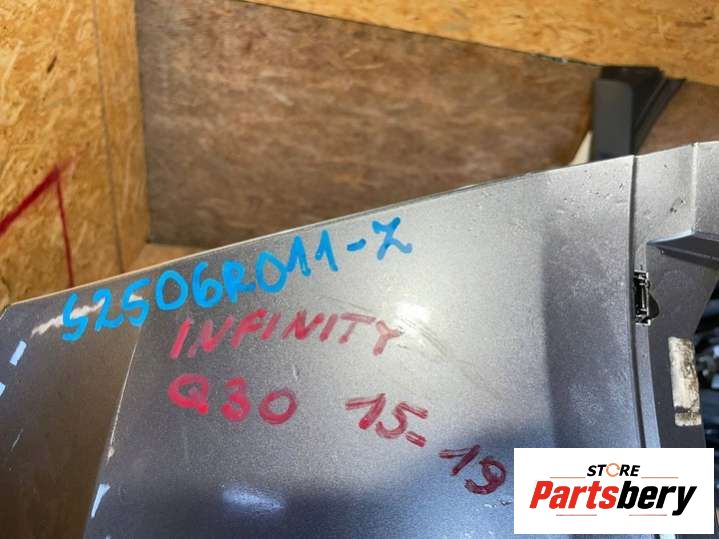 S2506R011-Z
INFINITY
Q30 15-19
STORE
Partsbery